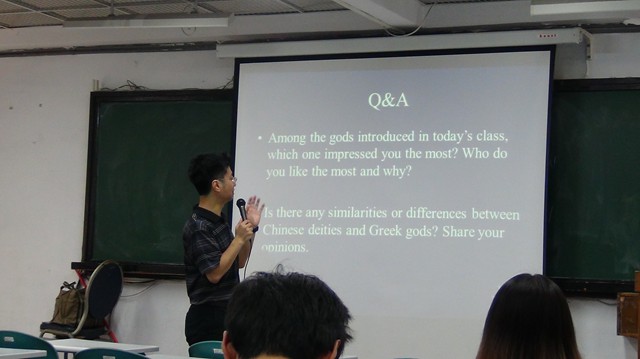 Q&A
• Among the gods introduced in today's class,
which one impressed you the most? Who do
you like the most and why?
Is there any similarities or differences between
Chinese deities and Greek gods? Share your
opinions.